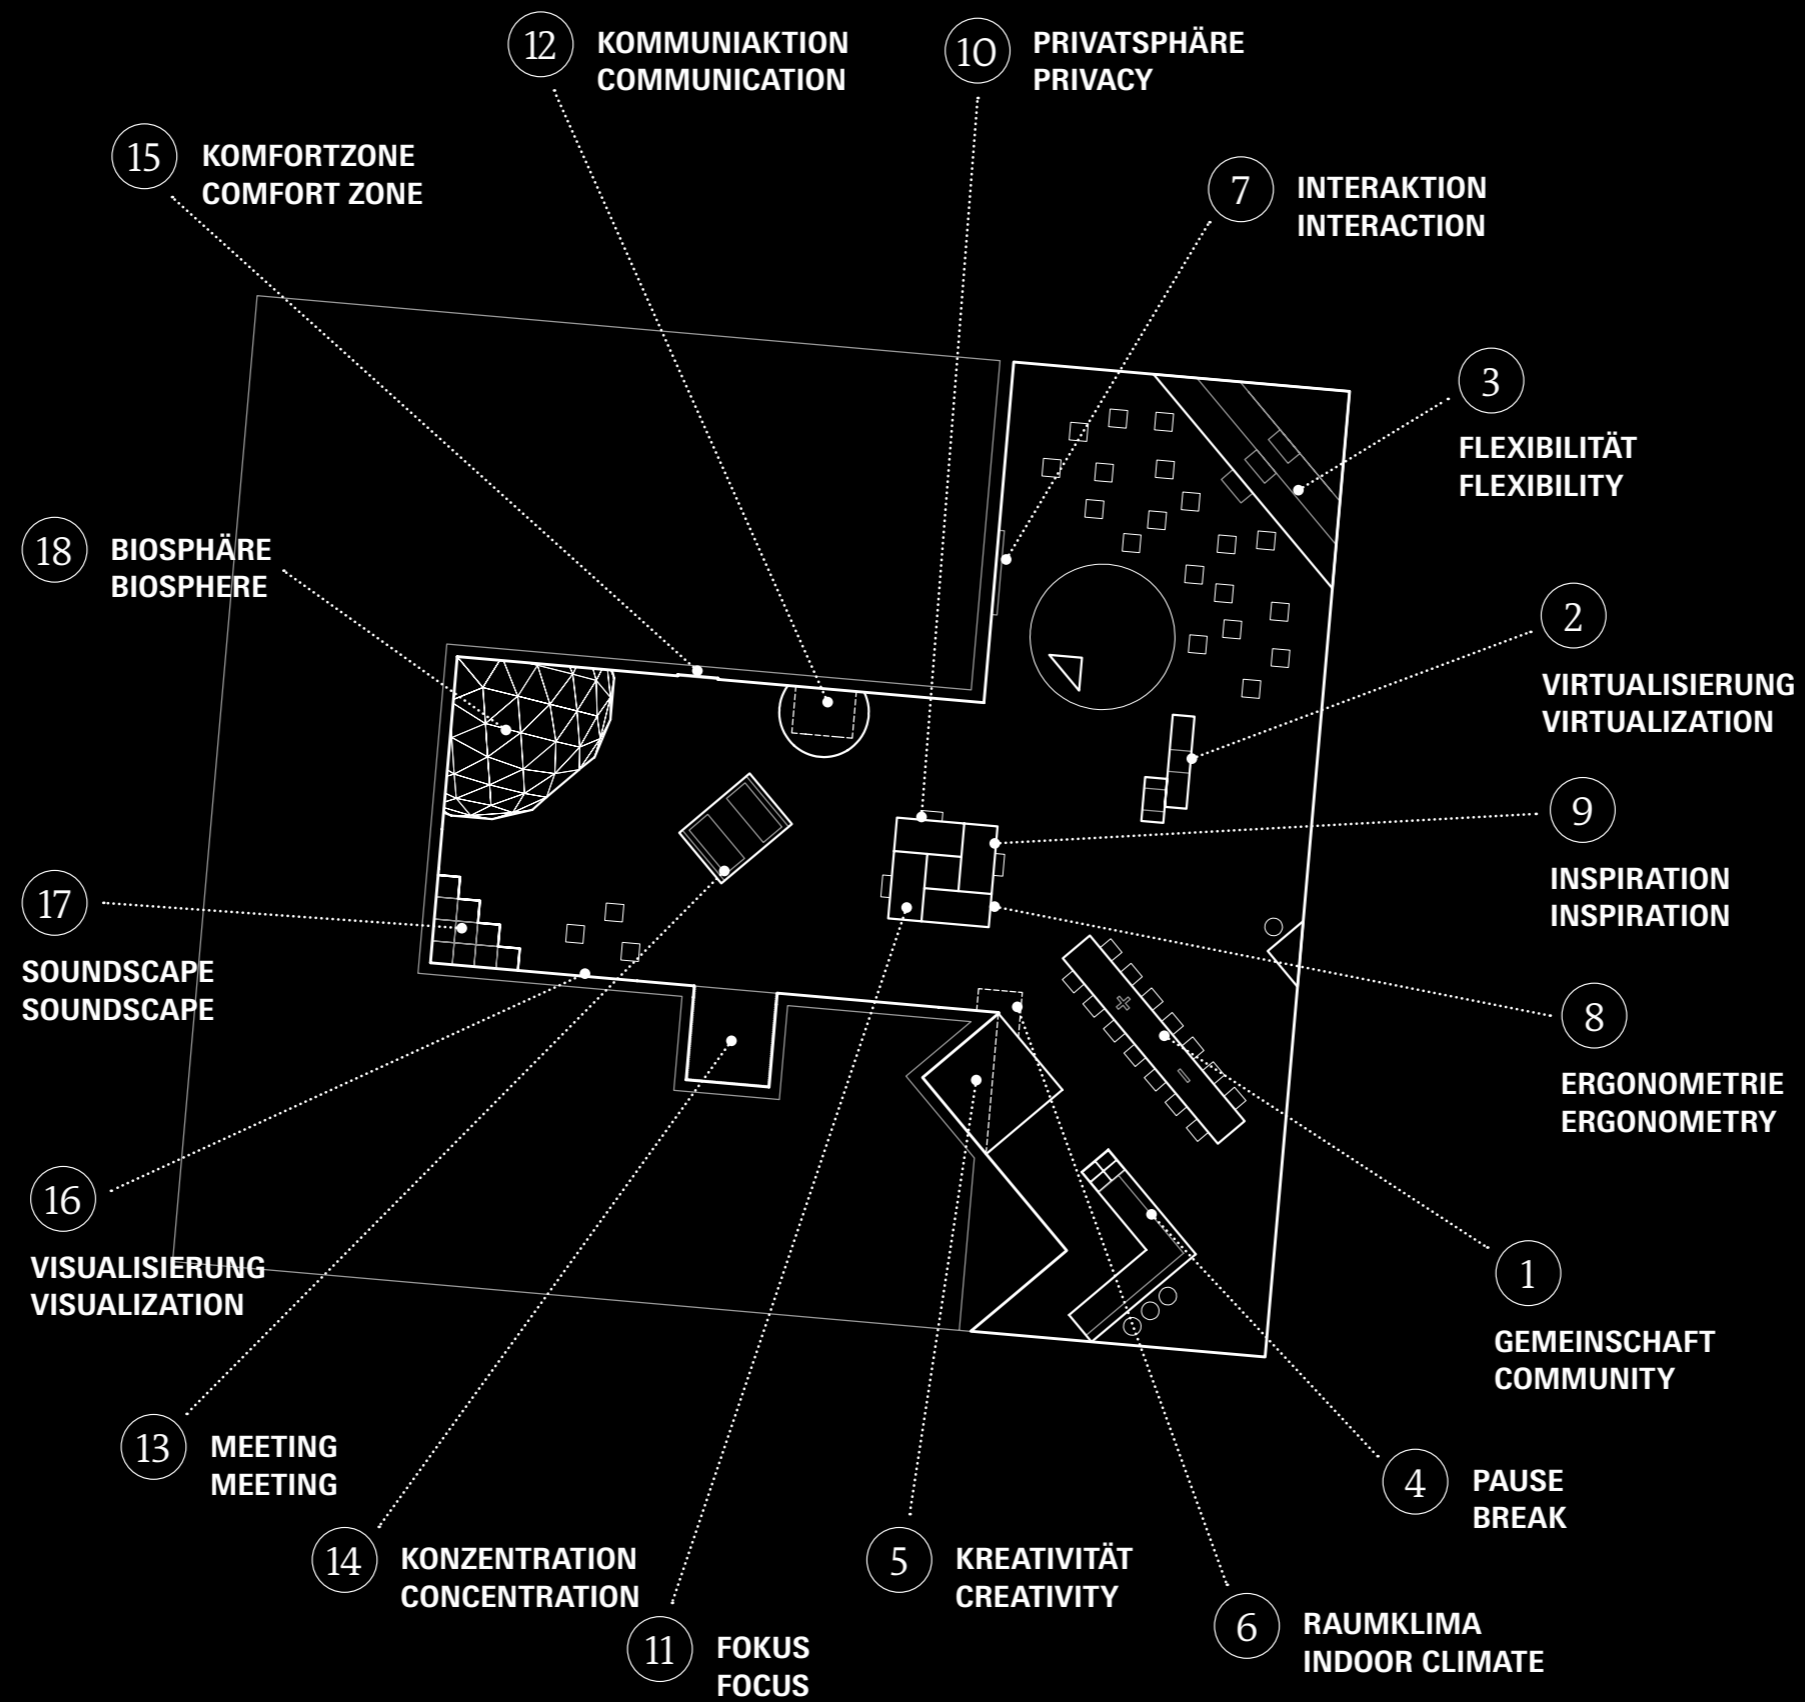 12
KOMMUNIAKTION
COMMUNICATION
10
PRIVATSPHÄRE
PRIVACY
15
KOMFORTZONE
COMFORT ZONE
7
INTERAKTION
INTERACTION
3
FLEXIBILITÄT
FLEXIBILITY
18
BIOSPHÄRE
BIOSPHERE
2
VIRTUALISIERUNG
VIRTUALIZATION
9
INSPIRATION
INSPIRATION
17
SOUNDSCAPE
SOUNDSCAPE
8
ERGONOMETRIE
ERGONOMETRY
16
VISUALISIERUNG
VISUALIZATION
1
GEMEINSCHAFT
COMMUNITY
13
MEETING
MEETING
4
PAUSE
BREAK
14
KONZENTRATION
CONCENTRATION
5
KREATIVITÄT
CREATIVITY
6
RAUMKLIMA
INDOOR CLIMATE
11
FOKUS
FOCUS